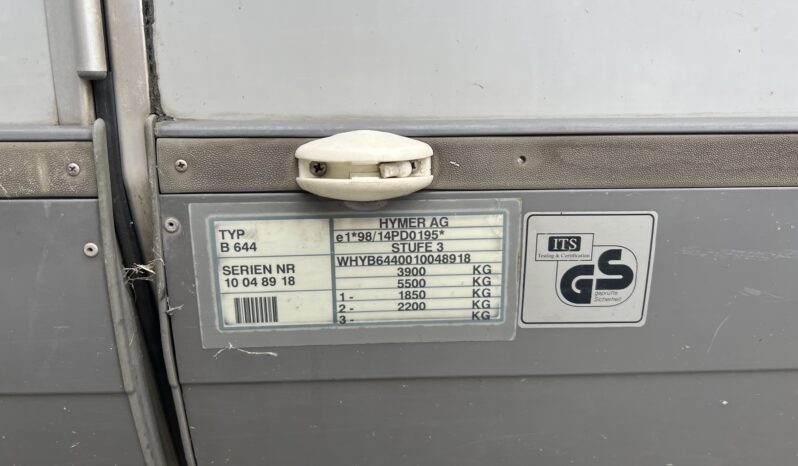 TYP
B 644
SERIEN NR
10 04 89 18
HYMER AG
e1*98/14PD0195*
STUFE 3
WHYB6440010048918
3900 KG
5500 KG
1 - 1850 KG
2 - 2200 KG
3 - KG
ITS
Testing & Certification
GS
geprüfte
Sicherheit